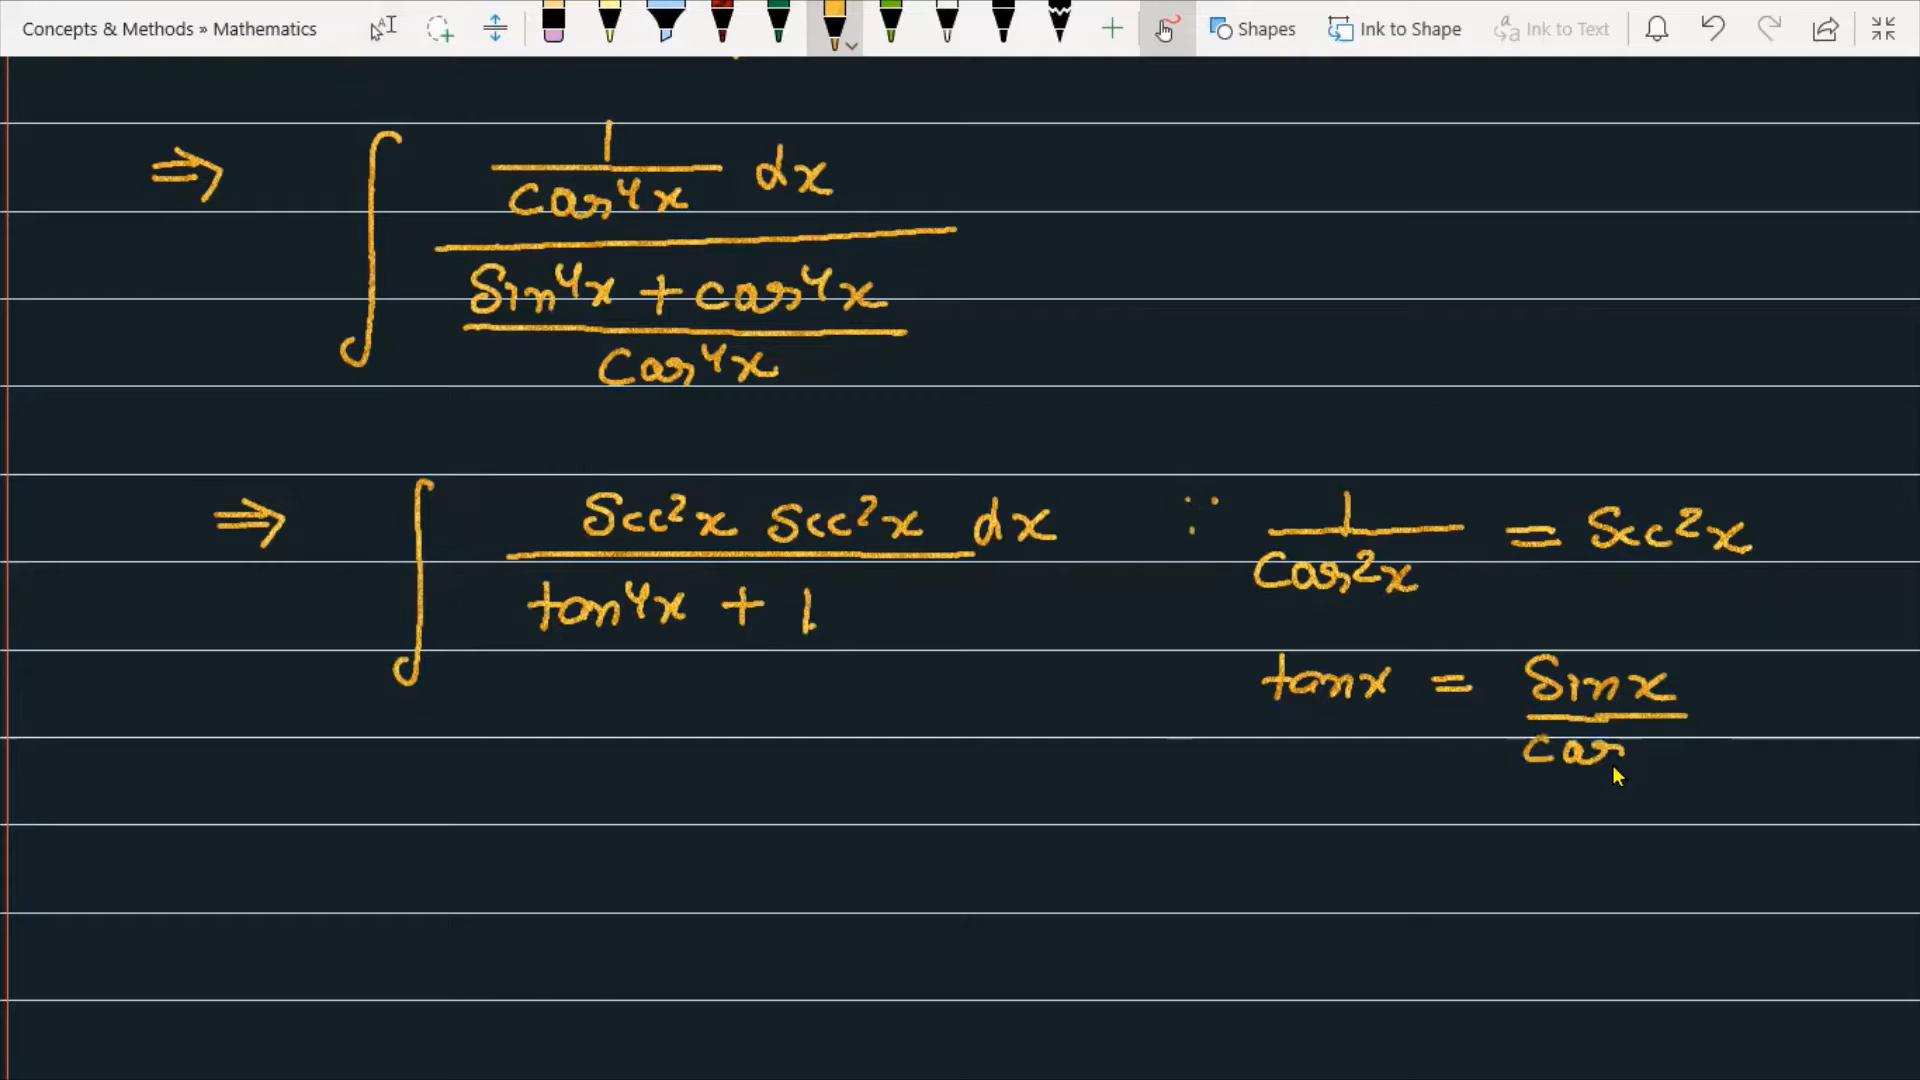 Concepts & Methods » Mathematics Shapes Ink to Shape Ink to Text
⇒ ∫ 1/cos⁴x dx
sin⁴x + cos⁴x
cos⁴x
⇒ ∫ sec²x sec²x dx ∵ 1/cos²x = sec²x
tan⁴x + 1
tanx = sinx
cos